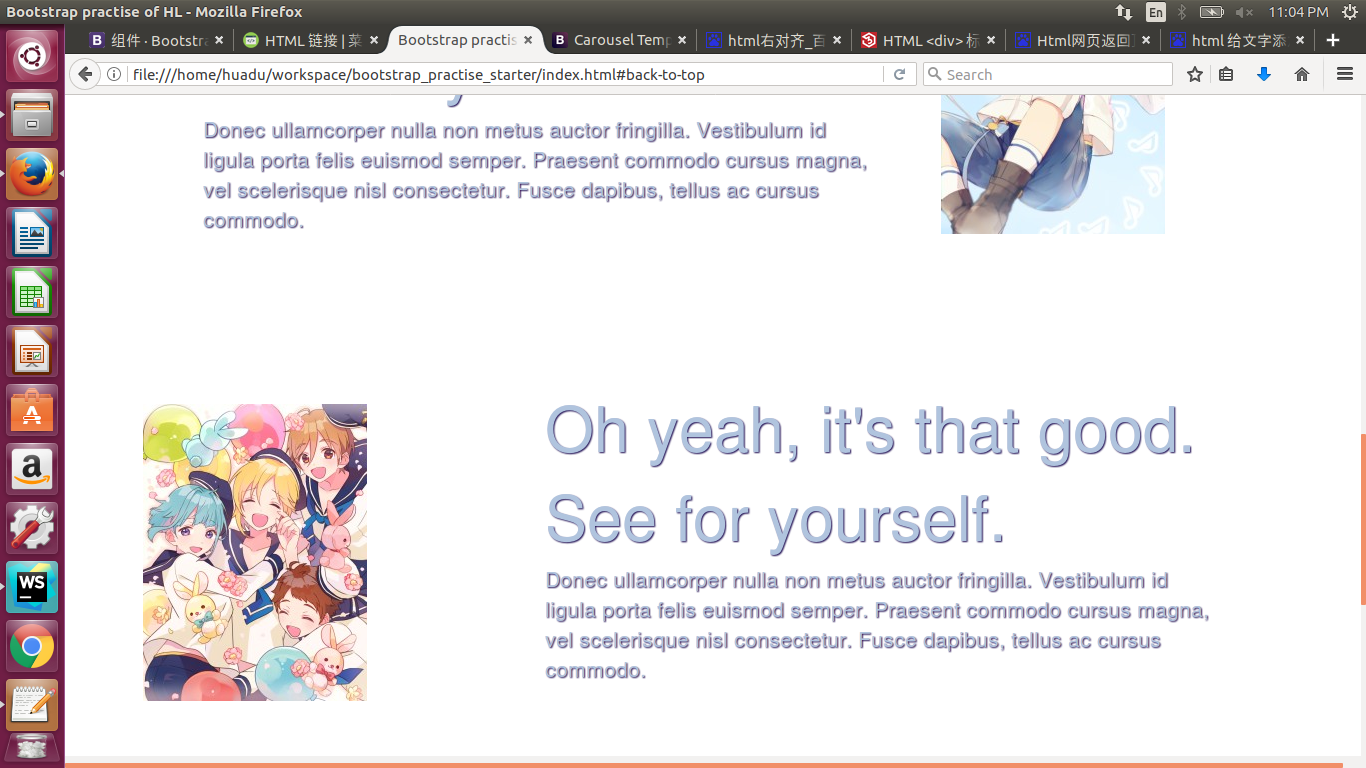 Bootstrap practise of HL - Mozilla Firefox
En
11:04 PM
组件 · Bootstra
HTML 链接 | 菜
Bootstrap practis
Carousel Temp
html右对齐_百
HTML <div> 标
Html网页返回
html 给文字添
file:///home/huadu/workspace/bootstrap_practise_starter/index.html#back-to-top
Search
Donec ullamcorper nulla non metus auctor fringilla. Vestibulum id
ligula porta felis euismod semper. Praesent commodo cursus magna,
vel scelerisque nisl consectetur. Fusce dapibus, tellus ac cursus
commodo.
Oh yeah, it's that good.
See for yourself.
Donec ullamcorper nulla non metus auctor fringilla. Vestibulum id
ligula porta felis euismod semper. Praesent commodo cursus magna,
vel scelerisque nisl consectetur. Fusce dapibus, tellus ac cursus
commodo.
WS